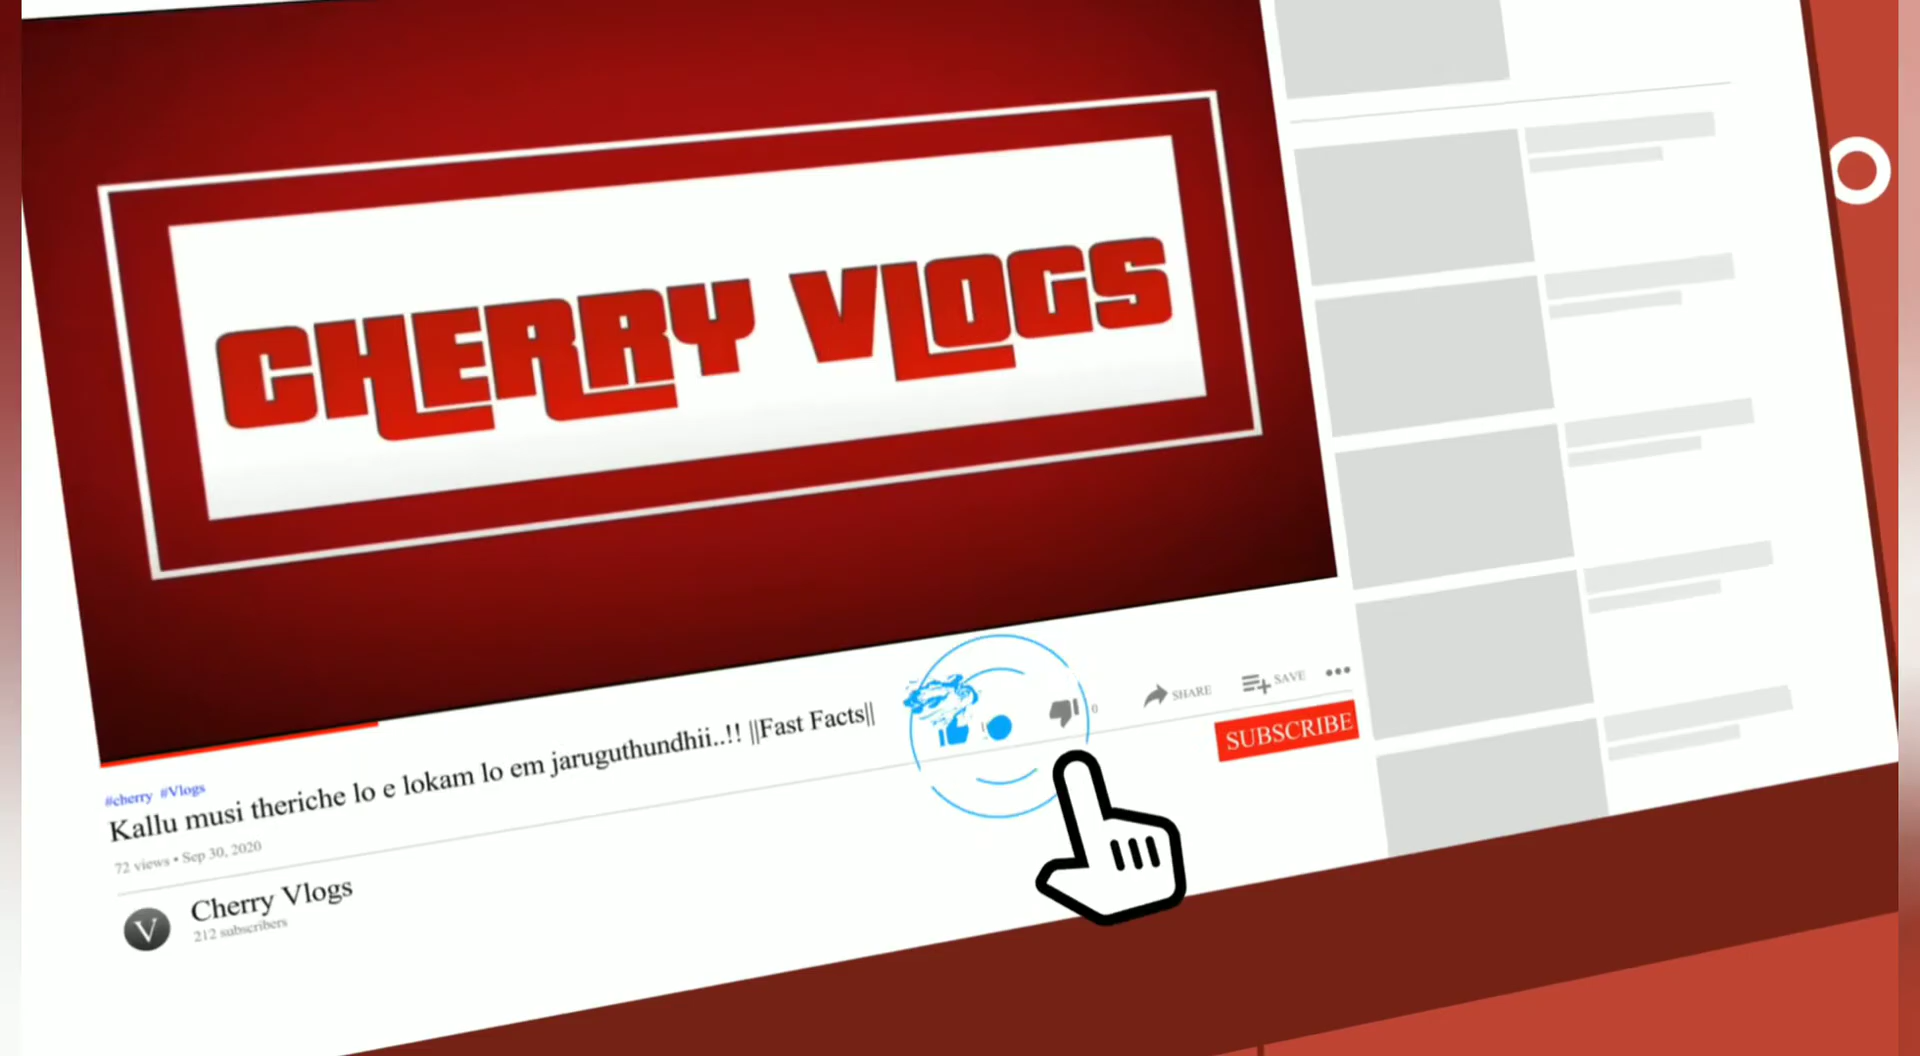 CHERRY VLOGS
#cherry #Vlogs
Kallu musi theriche lo e lokam lo em jaruguthundhii..!! ||Fast Facts||
0
SHARE
SAVE
SUBSCRIBE
72 views • Sep 30, 2020
V
Cherry Vlogs
212 subscribers